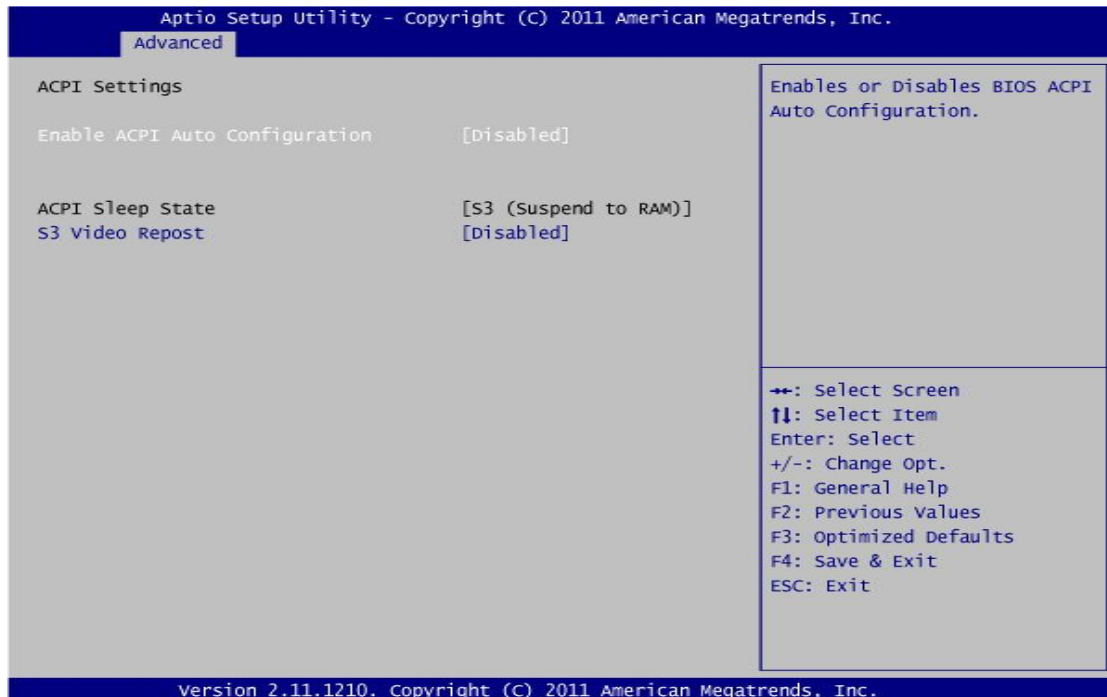 Aptio Setup Utility - Copyright (C) 2011 American Megatrends, Inc.
Advanced
ACPI Settings
Enable ACPI Auto Configuration [Disabled]
ACPI Sleep State [S3 (Suspend to RAM)]
S3 Video Repost [Disabled]
Enables or Disables BIOS ACPI
Auto Configuration.
→←: Select Screen
↑↓: Select Item
Enter: Select
+/-: Change Opt.
F1: General Help
F2: Previous Values
F3: Optimized Defaults
F4: Save & Exit
ESC: Exit
Version 2.11.1210. Copyright (C) 2011 American Megatrends, Inc.